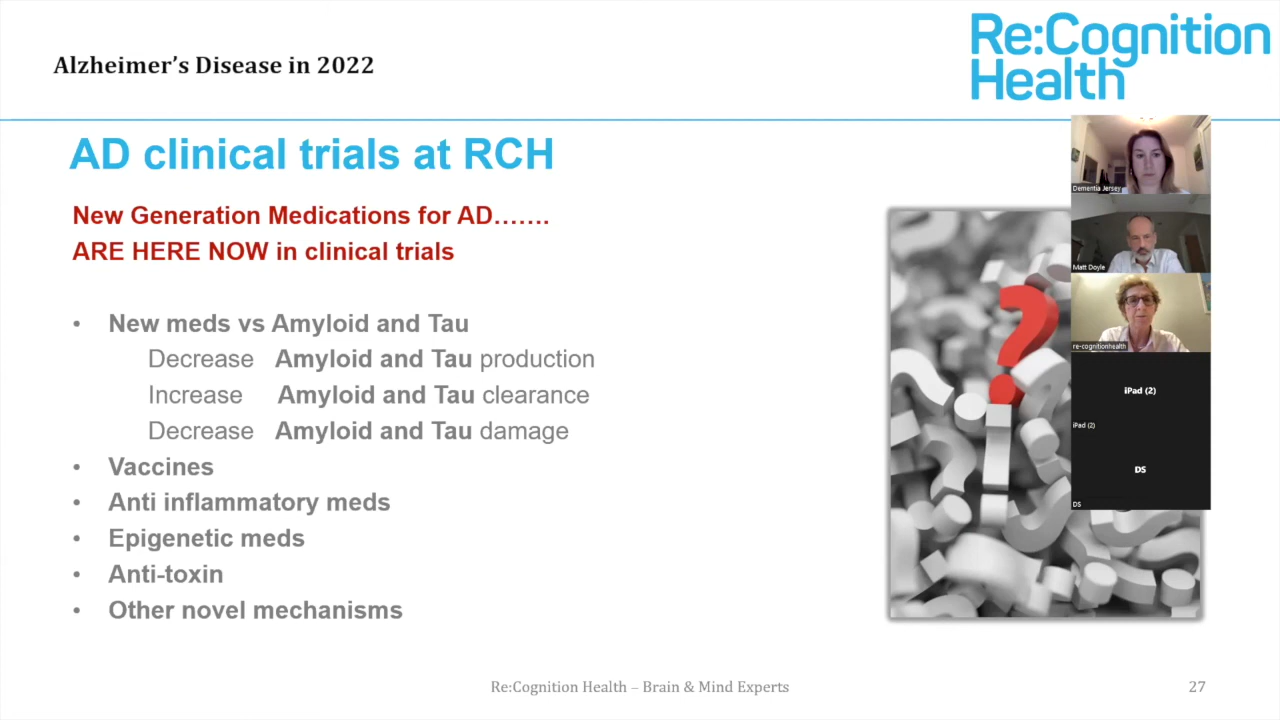 Alzheimer's Disease in 2022
Re:Cognition
Health
AD clinical trials at RCH
New Generation Medications for AD…….
ARE HERE NOW in clinical trials
• New meds vs Amyloid and Tau
Decrease Amyloid and Tau production
Increase Amyloid and Tau clearance
Decrease Amyloid and Tau damage
• Vaccines
• Anti inflammatory meds
• Epigenetic meds
• Anti-toxin
• Other novel mechanisms
Dementia Jersey
Matt Doyle
re-cognitionhealth
iPad (2)
iPad (2)
DS
DS
Re:Cognition Health – Brain & Mind Experts
27